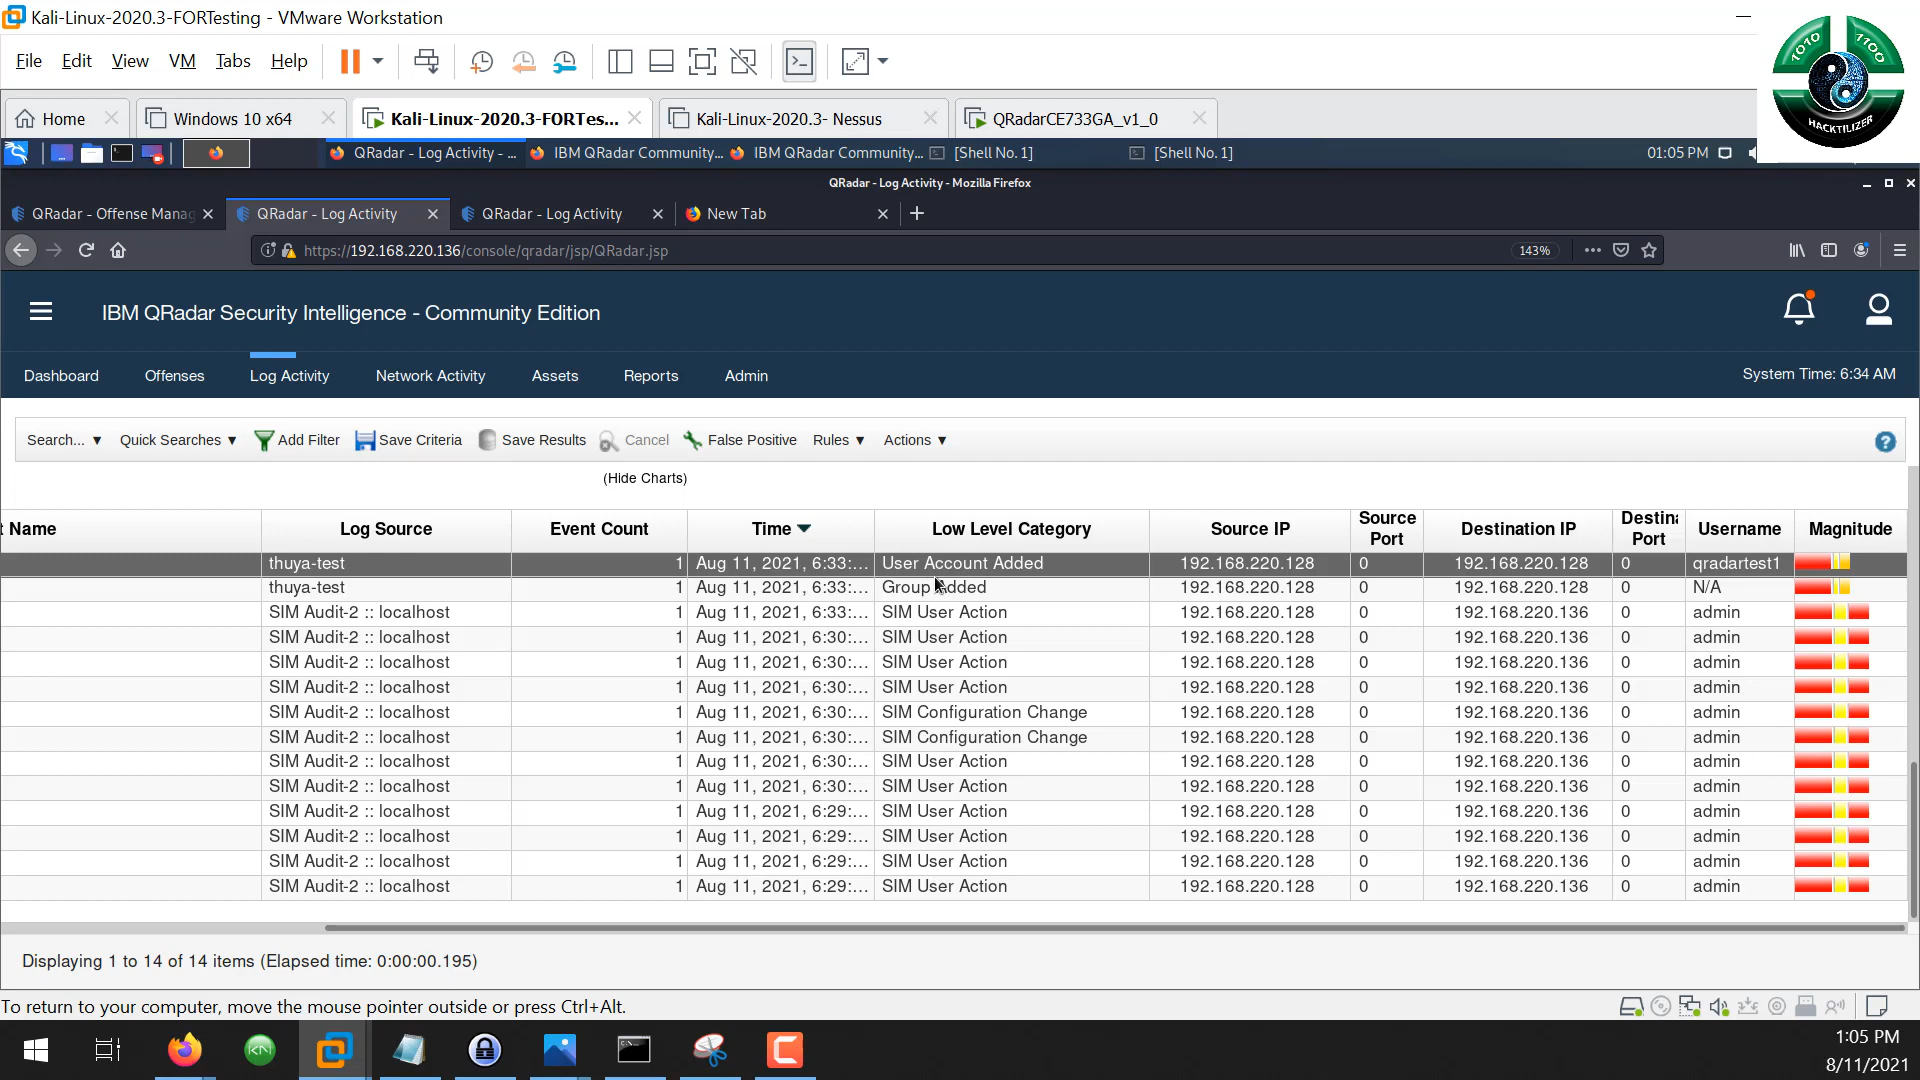 Kali-Linux-2020.3-FORTesting - VMware Workstation
File Edit View VM Tabs Help
Home Windows 10 x64 Kali-Linux-2020.3-FORTes... Kali-Linux-2020.3- Nessus QRadarCE733GA_v1_0
1010 1100
HACKTILIZER
QRadar - Log Activity - ... IBM QRadar Community... IBM QRadar Community... [Shell No. 1] [Shell No. 1] 01:05 PM
QRadar - Log Activity - Mozilla Firefox
QRadar - Offense Manag QRadar - Log Activity QRadar - Log Activity New Tab
https://192.168.220.136/console/qradar/jsp/QRadar.jsp 143%
IBM QRadar Security Intelligence - Community Edition
Dashboard Offenses Log Activity Network Activity Assets Reports Admin System Time: 6:34 AM
Search... ▼ Quick Searches ▼ Add Filter Save Criteria Save Results Cancel False Positive Rules ▼ Actions ▼ ?
(Hide Charts)
t Name Log Source Event Count Time Low Level Category Source IP Source Port Destination IP Destin Port Username Magnitude
thuya-test 1 Aug 11, 2021, 6:33:... User Account Added 192.168.220.128 0 192.168.220.128 0 qradartest1
thuya-test 1 Aug 11, 2021, 6:33:... Group Added 192.168.220.128 0 192.168.220.128 0 N/A
SIM Audit-2 :: localhost 1 Aug 11, 2021, 6:33:... SIM User Action 192.168.220.128 0 192.168.220.136 0 admin
SIM Audit-2 :: localhost 1 Aug 11, 2021, 6:30:... SIM User Action 192.168.220.128 0 192.168.220.136 0 admin
SIM Audit-2 :: localhost 1 Aug 11, 2021, 6:30:... SIM User Action 192.168.220.128 0 192.168.220.136 0 admin
SIM Audit-2 :: localhost 1 Aug 11, 2021, 6:30:... SIM User Action 192.168.220.128 0 192.168.220.136 0 admin
SIM Audit-2 :: localhost 1 Aug 11, 2021, 6:30:... SIM Configuration Change 192.168.220.128 0 192.168.220.136 0 admin
SIM Audit-2 :: localhost 1 Aug 11, 2021, 6:30:... SIM Configuration Change 192.168.220.128 0 192.168.220.136 0 admin
SIM Audit-2 :: localhost 1 Aug 11, 2021, 6:30:... SIM User Action 192.168.220.128 0 192.168.220.136 0 admin
SIM Audit-2 :: localhost 1 Aug 11, 2021, 6:30:... SIM User Action 192.168.220.128 0 192.168.220.136 0 admin
SIM Audit-2 :: localhost 1 Aug 11, 2021, 6:29:... SIM User Action 192.168.220.128 0 192.168.220.136 0 admin
SIM Audit-2 :: localhost 1 Aug 11, 2021, 6:29:... SIM User Action 192.168.220.128 0 192.168.220.136 0 admin
SIM Audit-2 :: localhost 1 Aug 11, 2021, 6:29:... SIM User Action 192.168.220.128 0 192.168.220.136 0 admin
SIM Audit-2 :: localhost 1 Aug 11, 2021, 6:29:... SIM User Action 192.168.220.128 0 192.168.220.136 0 admin
Displaying 1 to 14 of 14 items (Elapsed time: 0:00:00.195)
To return to your computer, move the mouse pointer outside or press Ctrl+Alt.
KN
1:05 PM
8/11/2021